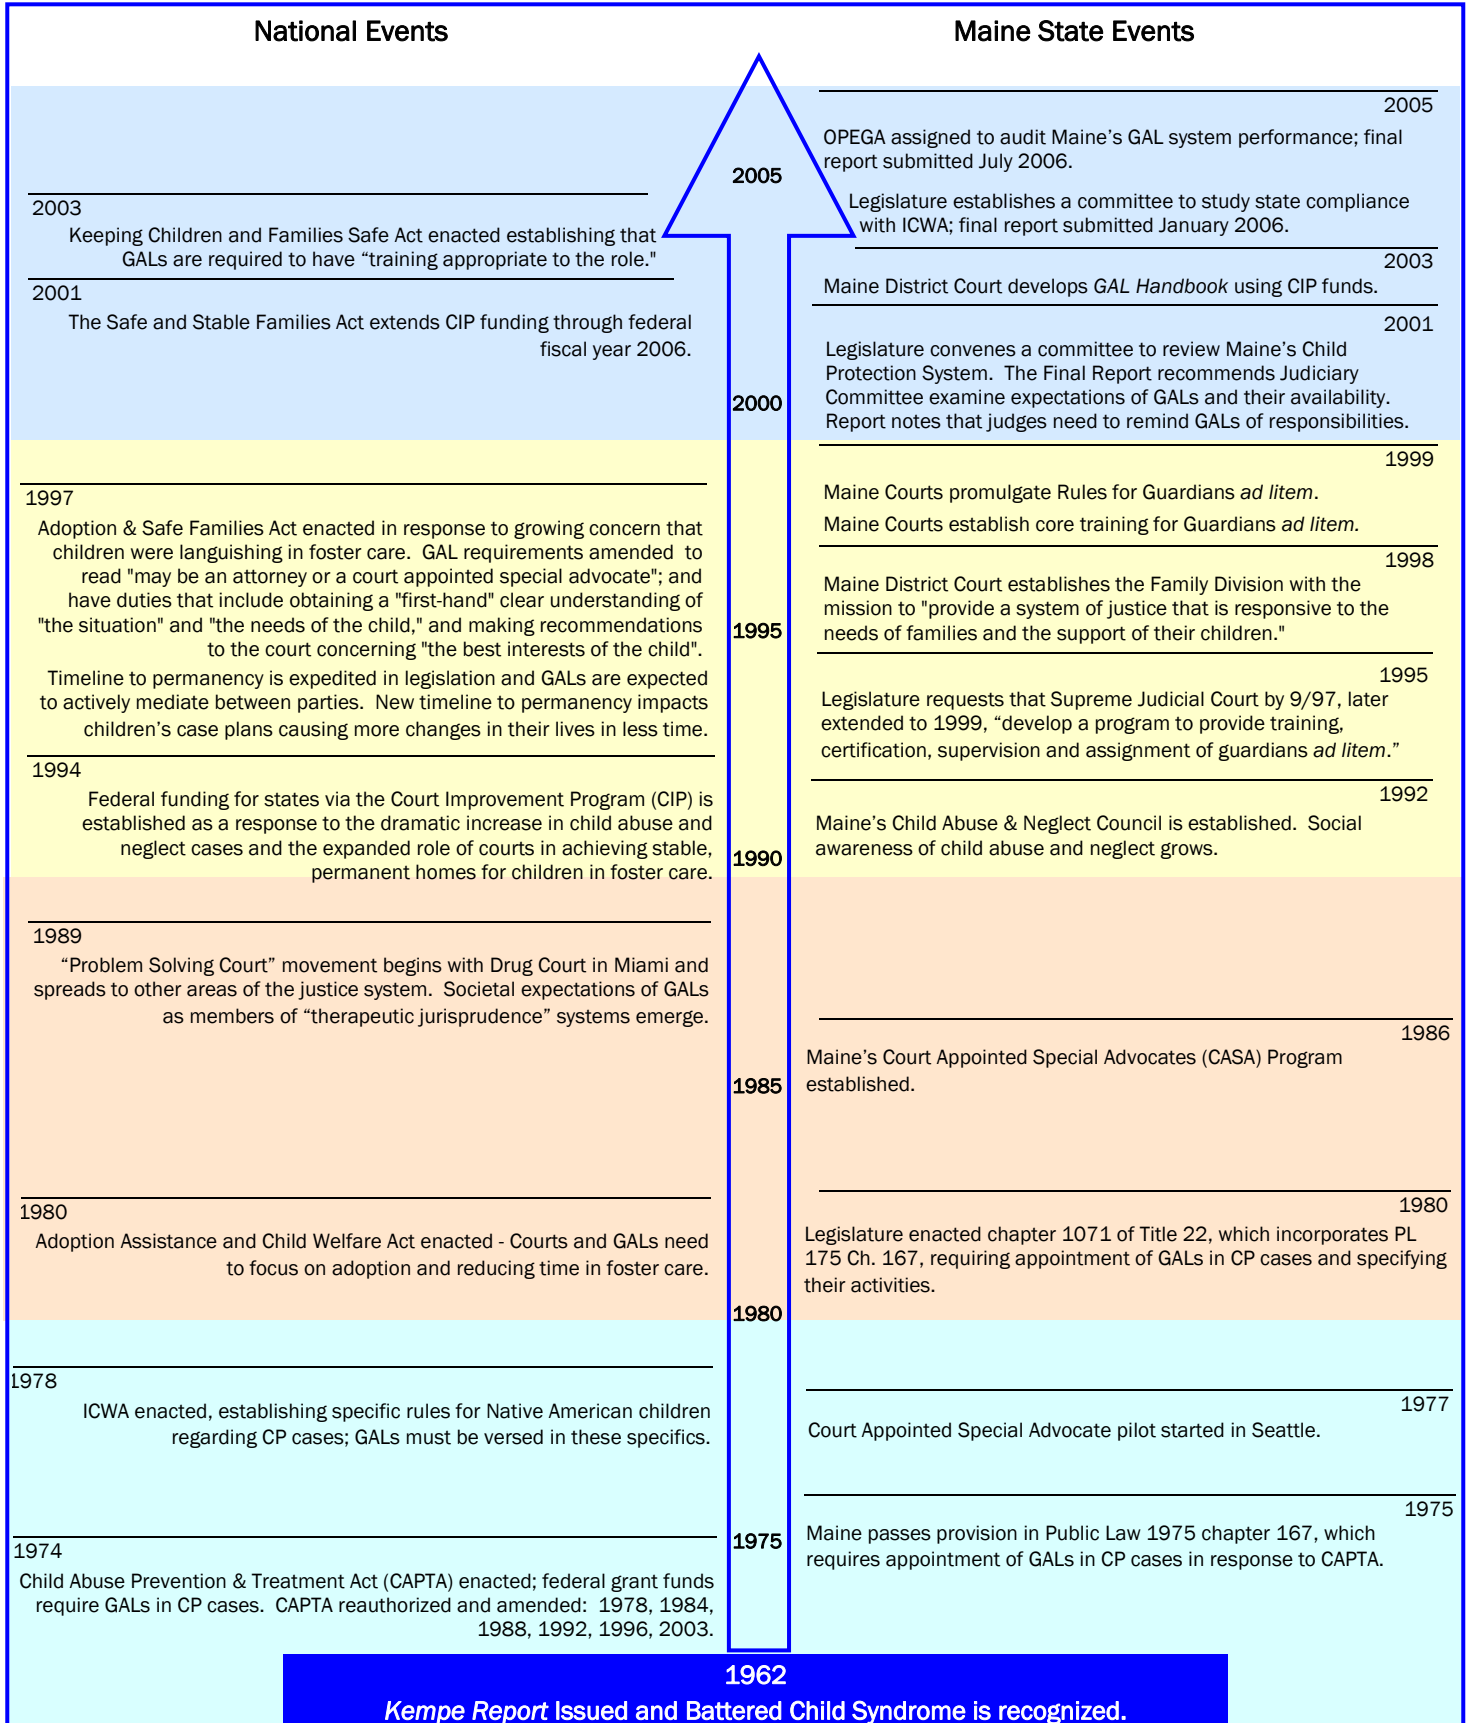 National Events
2003
Keeping Children and Families Safe Act enacted establishing that
GALs are required to have “training appropriate to the role."
2001
The Safe and Stable Families Act extends CIP funding through federal
fiscal year 2006.
1997
Adoption & Safe Families Act enacted in response to growing concern that
children were languishing in foster care.  GAL requirements amended  to
read "may be an attorney or a court appointed special advocate"; and
have duties that include obtaining a "first-hand" clear understanding of
"the situation" and "the needs of the child," and making recommendations
to the court concerning "the best interests of the child".
Timeline to permanency is expedited in legislation and GALs are expected
to actively mediate between parties.  New timeline to permanency impacts
children’s case plans causing more changes in their lives in less time.
1994
Federal funding for states via the Court Improvement Program (CIP) is
established as a response to the dramatic increase in child abuse and
neglect cases and the expanded role of courts in achieving stable,
permanent homes for children in foster care.
1989
“Problem Solving Court” movement begins with Drug Court in Miami and
spreads to other areas of the justice system.  Societal expectations of GALs
as members of “therapeutic jurisprudence” systems emerge.
1980
Adoption Assistance and Child Welfare Act enacted - Courts and GALs need
to focus on adoption and reducing time in foster care.
1978
ICWA enacted, establishing specific rules for Native American children
regarding CP cases; GALs must be versed in these specifics.
1974
Child Abuse Prevention & Treatment Act (CAPTA) enacted; federal grant funds
require GALs in CP cases.  CAPTA reauthorized and amended:  1978, 1984,
1988, 1992, 1996, 2003.
2005
2000
1995
1990
1985
1980
1975
Maine State Events
2005
OPEGA assigned to audit Maine’s GAL system performance; final
report submitted July 2006.
Legislature establishes a committee to study state compliance
with ICWA; final report submitted January 2006.
2003
Maine District Court develops GAL Handbook using CIP funds.
2001
Legislature convenes a committee to review Maine’s Child
Protection System.  The Final Report recommends Judiciary
Committee examine expectations of GALs and their availability.
Report notes that judges need to remind GALs of responsibilities.
1999
Maine Courts promulgate Rules for Guardians ad litem.
Maine Courts establish core training for Guardians ad litem.
1998
Maine District Court establishes the Family Division with the
mission to "provide a system of justice that is responsive to the
needs of families and the support of their children."
1995
Legislature requests that Supreme Judicial Court by 9/97, later
extended to 1999, “develop a program to provide training,
certification, supervision and assignment of guardians ad litem.”
1992
Maine’s Child Abuse & Neglect Council is established.  Social
awareness of child abuse and neglect grows.
1986
Maine’s Court Appointed Special Advocates (CASA) Program
established.
1980
Legislature enacted chapter 1071 of Title 22, which incorporates PL
175 Ch. 167, requiring appointment of GALs in CP cases and specifying
their activities.
1977
Court Appointed Special Advocate pilot started in Seattle.
1975
Maine passes provision in Public Law 1975 chapter 167, which
requires appointment of GALs in CP cases in response to CAPTA.
1962
Kempe Report Issued and Battered Child Syndrome is recognized.